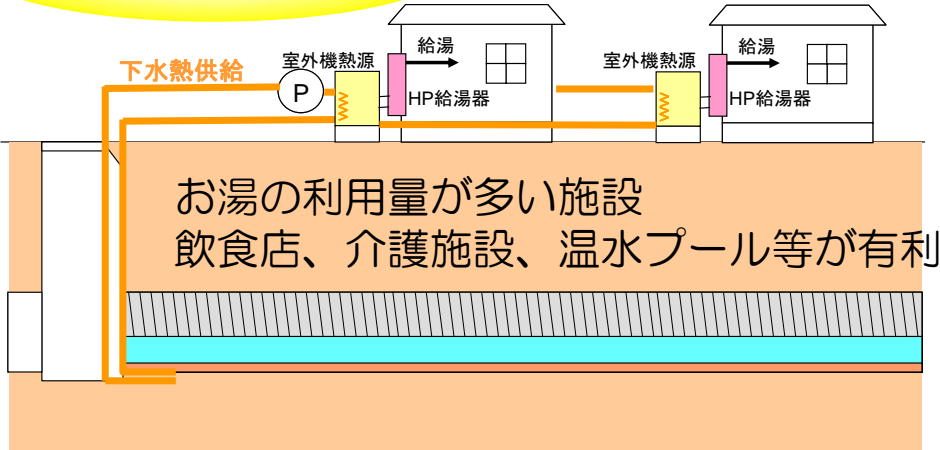 給湯
給湯
室外機熱源
室外機熱源
下水熱供給
P
HP給湯器
HP給湯器
お湯の利用量が多い施設
飲食店、介護施設、温水プール等が有利